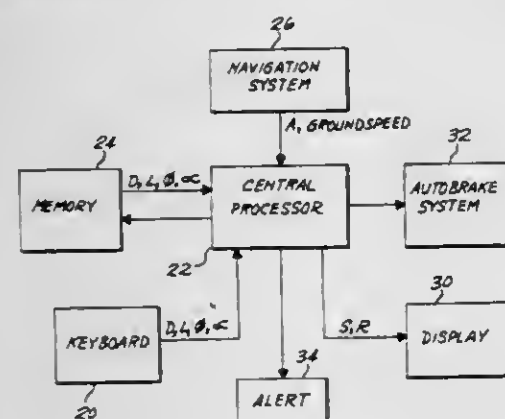 26
NAVIGATION
SYSTEM
A, GROUNDSPEED
24
D, L, Φ, ∝
MEMORY
CENTRAL
PROCESSOR
32
AUTOBRAKE
SYSTEM
22
30
KEYBOARD
D, L, Φ, ∝
S, R
DISPLAY
34
20
ALERT